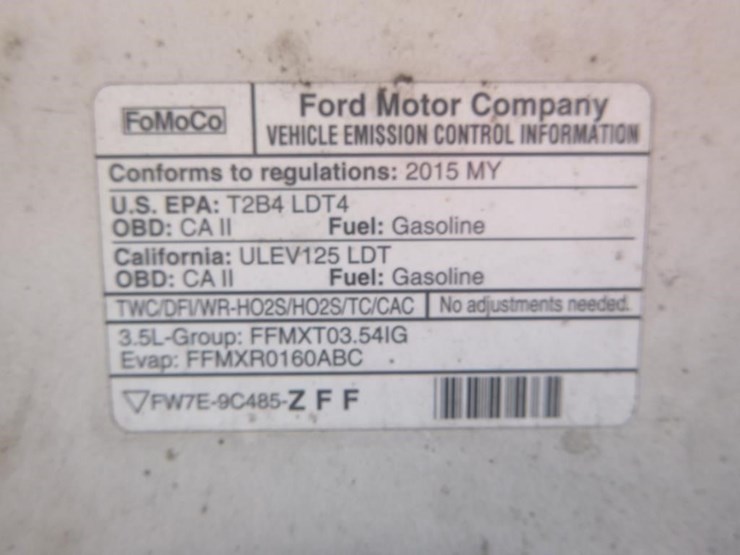 FoMoCo
Ford Motor Company
VEHICLE EMISSION CONTROL INFORMATION
Conforms to regulations: 2015 MY
U.S. EPA: T2B4 LDT4
OBD: CA II Fuel: Gasoline
California: ULEV125 LDT
OBD: CA II Fuel: Gasoline
TWC/DFI/WR-HO2S/HO2S/TC/CAC No adjustments needed.
3.5L-Group: FFMXT03.54IG
Evap: FFMXR0160ABC
FW7E-9C485-Z F F